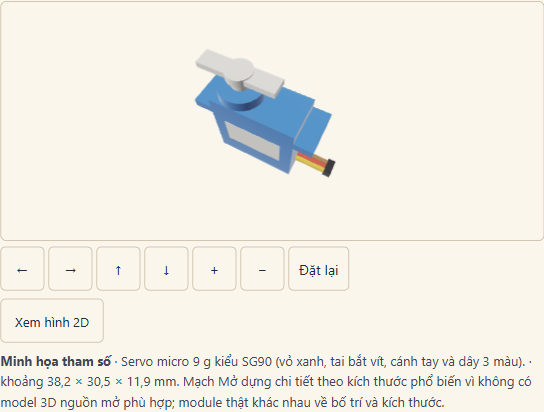 ←
→
↑
↓
+
−
Đặt lại
Xem hình 2D
Minh họa tham số · Servo micro 9 g kiểu SG90 (vỏ xanh, tai bắt vít, cánh tay và dây 3 màu). ·
khoảng 38,2 × 30,5 × 11,9 mm. Mạch Mở dựng chi tiết theo kích thước phổ biến vì không có
model 3D nguồn mở phù hợp; module thật khác nhau về bố trí và kích thước.